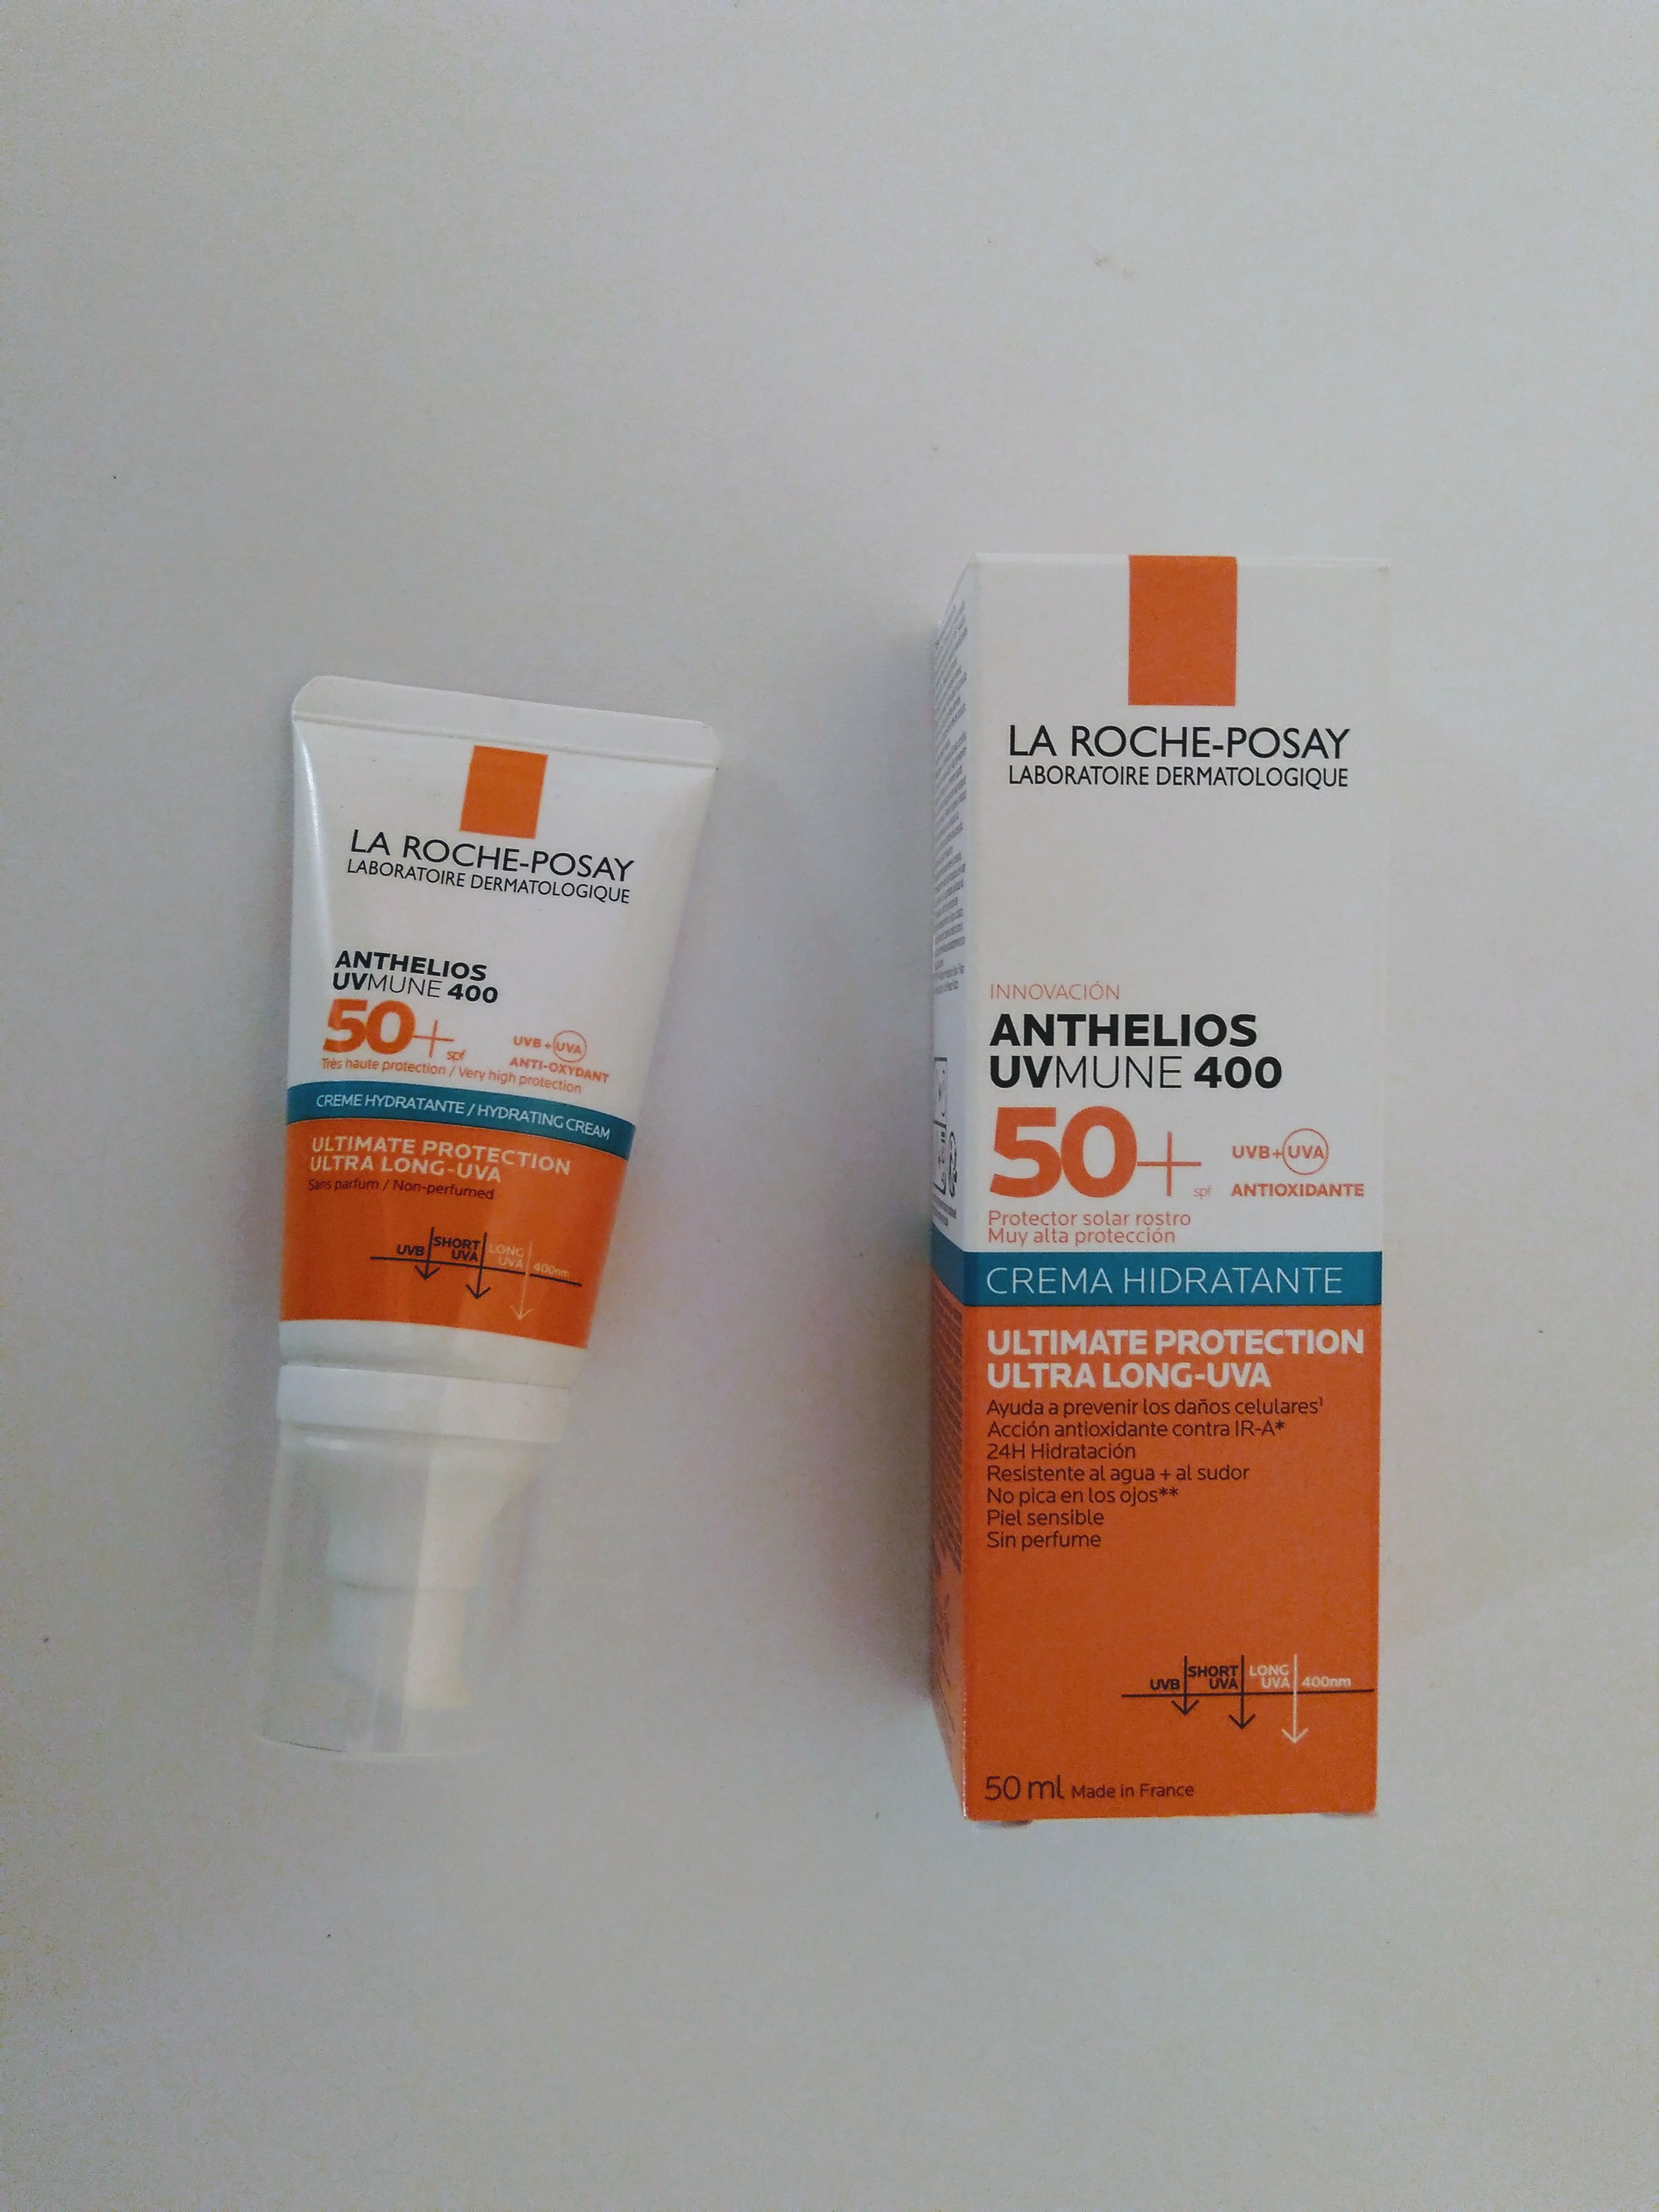 LA ROCHE-POSAY
LABORATOIRE DERMATOLOGIQUE
ANTHELIOS
UVMUNE 400
50+ spf
UVB + UVA
ANTI-OXYDANT
Très haute protection / Very high protection
CREME HYDRATANTE / HYDRATING CREAM
ULTIMATE PROTECTION
ULTRA LONG-UVA
Sans parfum / Non-perfumed
UVB SHORT UVA LONG UVA 400nm
LA ROCHE-POSAY
LABORATOIRE DERMATOLOGIQUE
INNOVACIÓN
ANTHELIOS
UVMUNE 400
50+ spf
UVB+UVA
ANTIOXIDANTE
Protector solar rostro
Muy alta protección
CREMA HIDRATANTE
ULTIMATE PROTECTION
ULTRA LONG-UVA
Ayuda a prevenir los daños celulares¹
Acción antioxidante contra IR-A*
24H Hidratación
Resistente al agua + al sudor
No pica en los ojos**
Piel sensible
Sin perfume
UVB SHORT UVA LONG UVA 400nm
50 ml Made in France